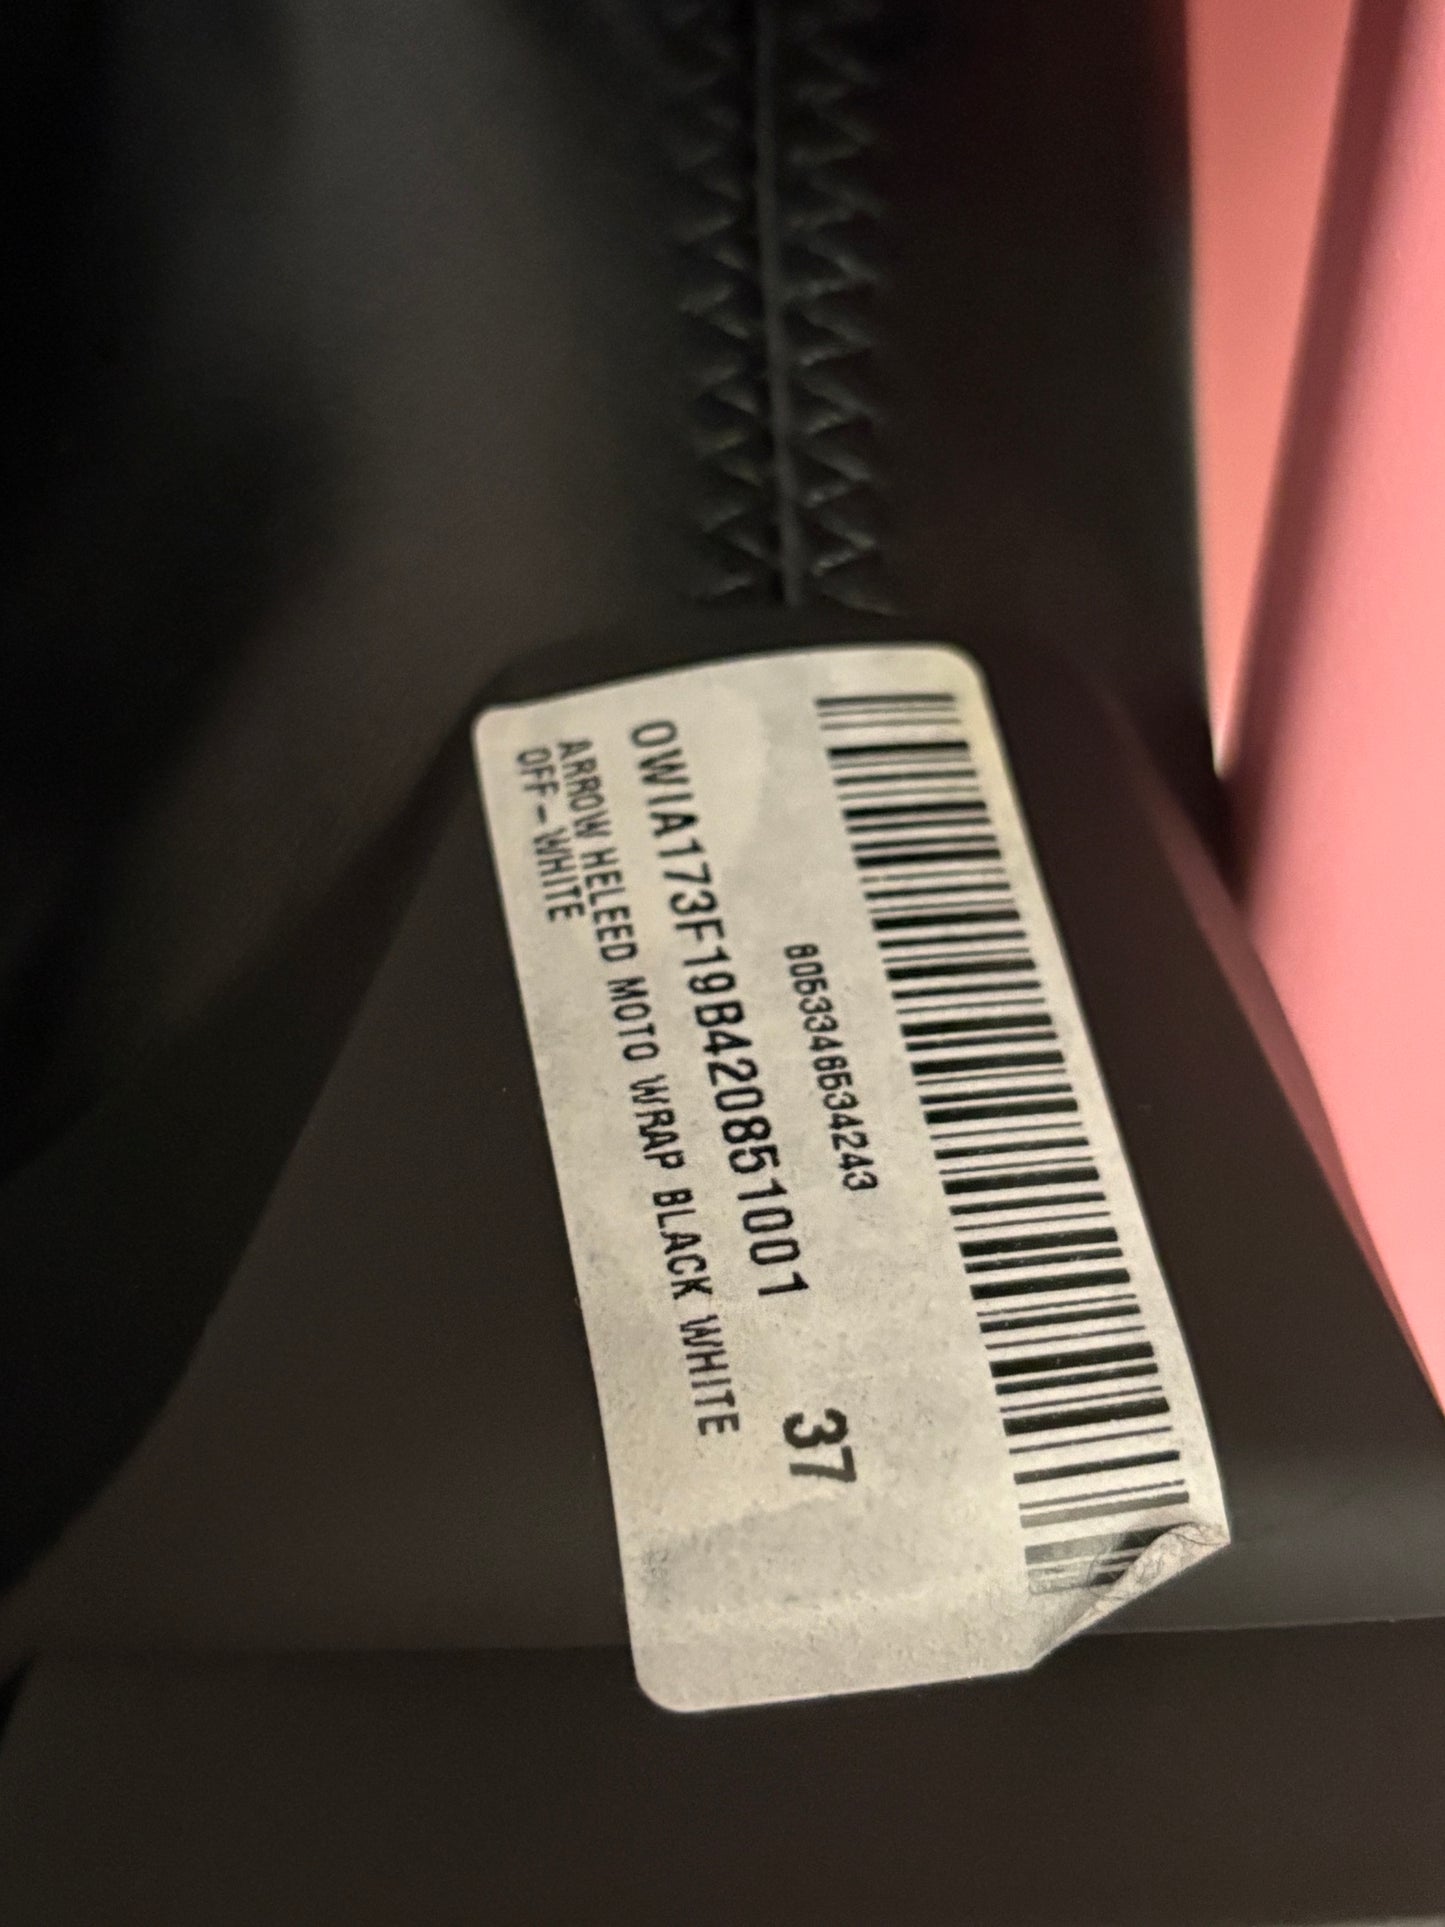 8053346534243
OWIA173F19B420851001 37
ARROW HELEED MOTO WRAP BLACK WHITE
OFF-WHITE